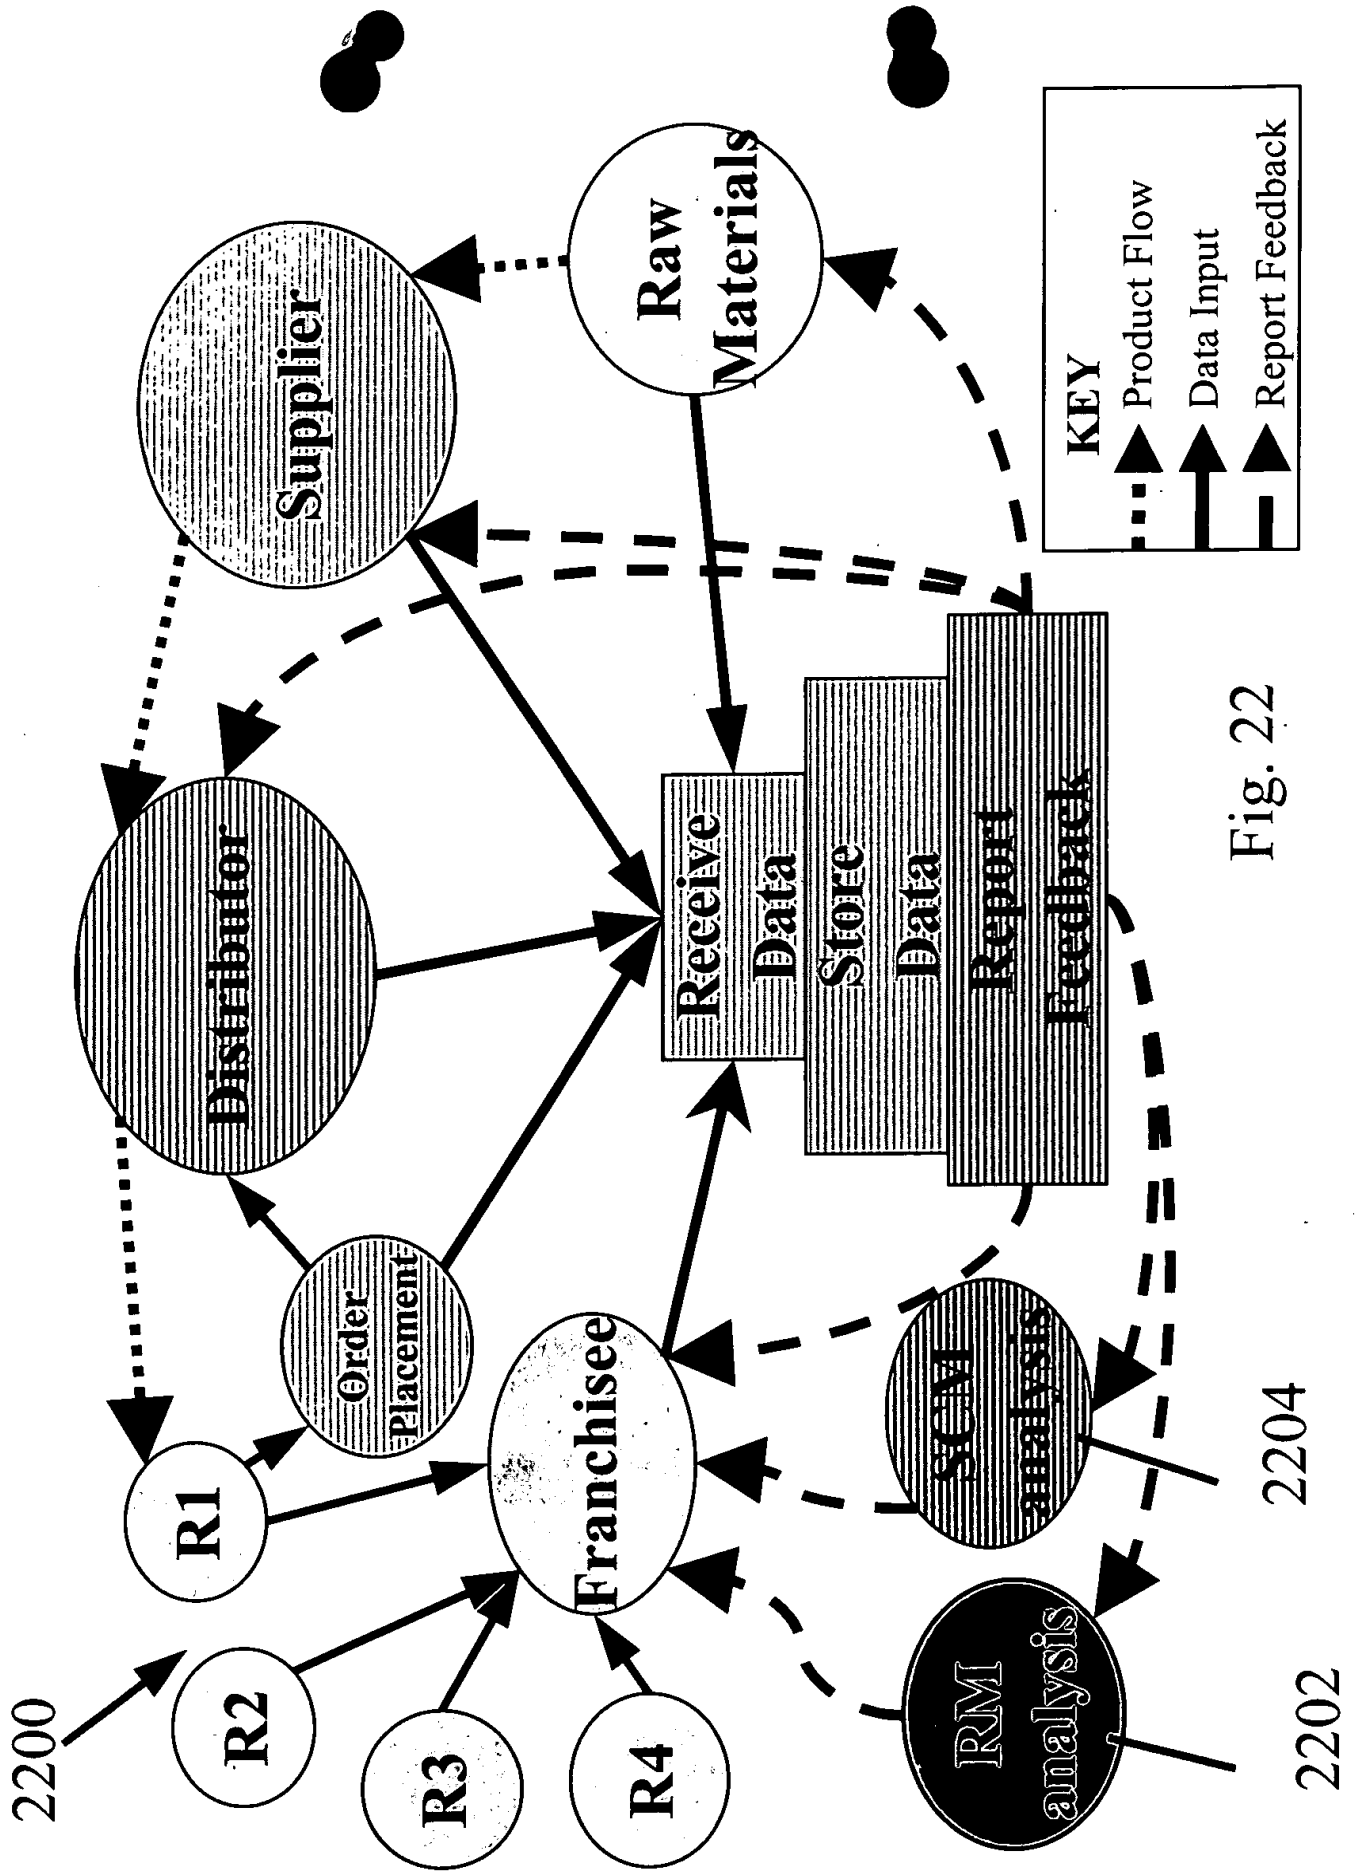 2200
R1
R2
R3
R4
Order
Placement
Distributor
Supplier
Raw
Materials
Franchisee
Receive
Data
Store
Data
Report
Feedback
SCM
analysis
RM
analysis
2204
2202
KEY
Product Flow
Data Input
Report Feedback
Fig. 22